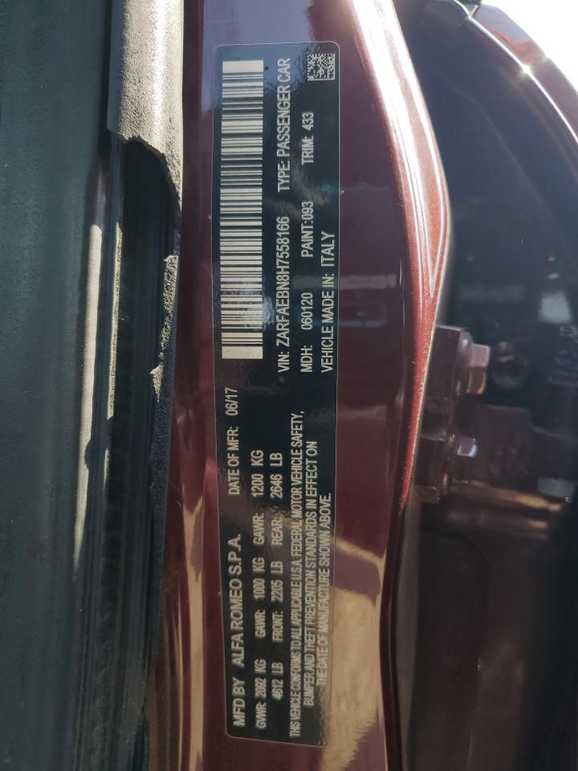 MFD BY ALFA ROMEO S.P.A. DATE OF MFR: 06/17
GVWR: 2092 KG GAWR: 1000 KG GAWR: 1200 KG
4612 LB FRONT: 2205 LB REAR: 2646 LB
THIS VEHICLE CONFORMS TO ALL APPLICABLE U.S.A. FEDERAL MOTOR VEHICLE SAFETY,
BUMPER AND THEFT PREVENTION STANDARDS IN EFFECT ON
THE DATE OF MANUFACTURE SHOWN ABOVE.
VIN: ZARFAEBN8H7558166 TYPE: PASSENGER CAR
MDH: 060120 PAINT:093 TRIM: 433
VEHICLE MADE IN: ITALY